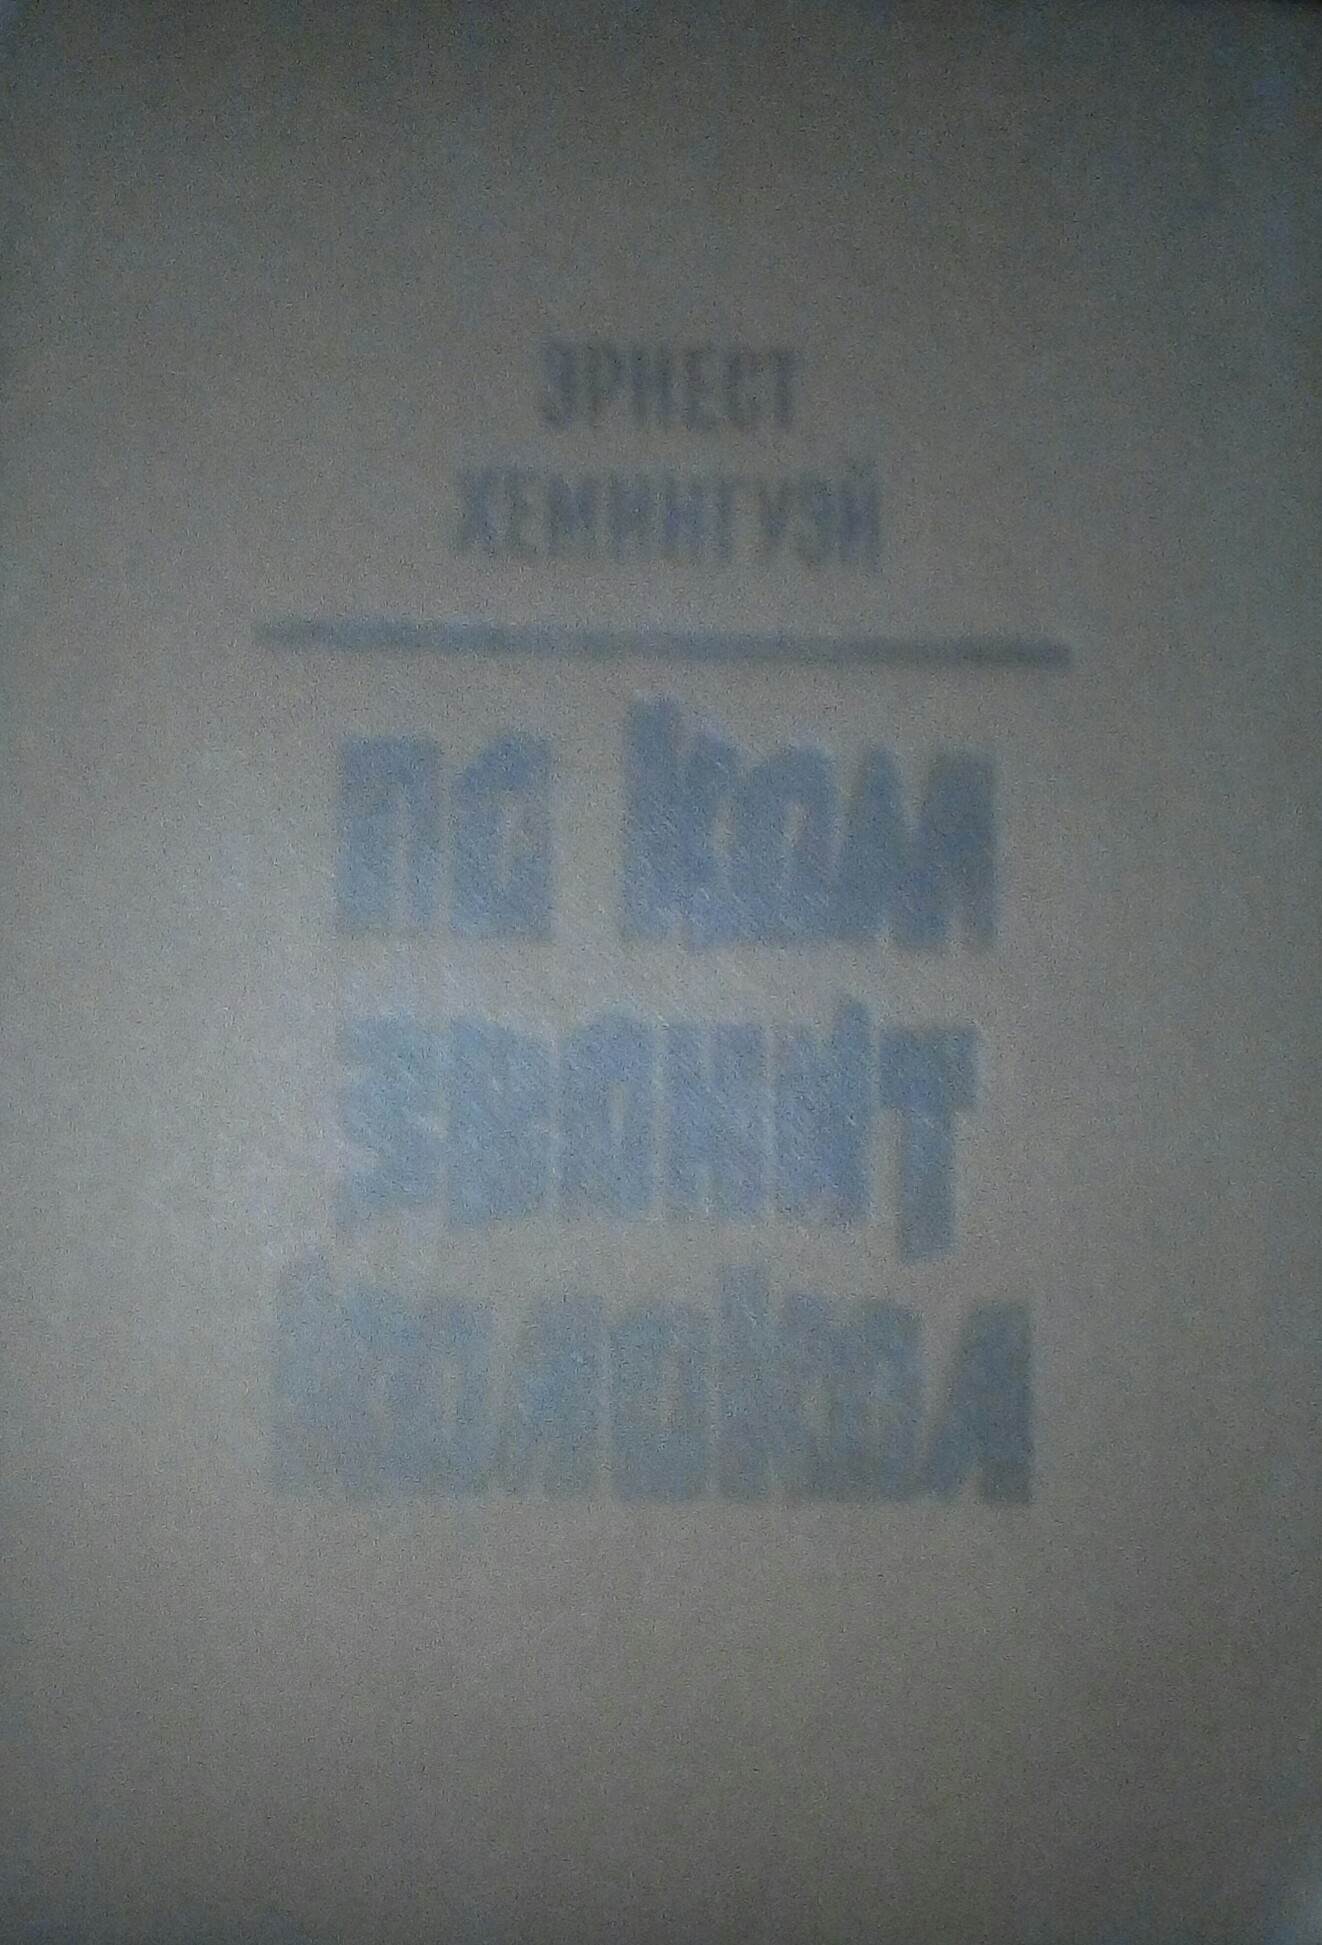 ЭРНЕСТ
ХЕМИНГУЭЙ
ПО КОМ
ЗВОНИТ
КОЛОКОЛ